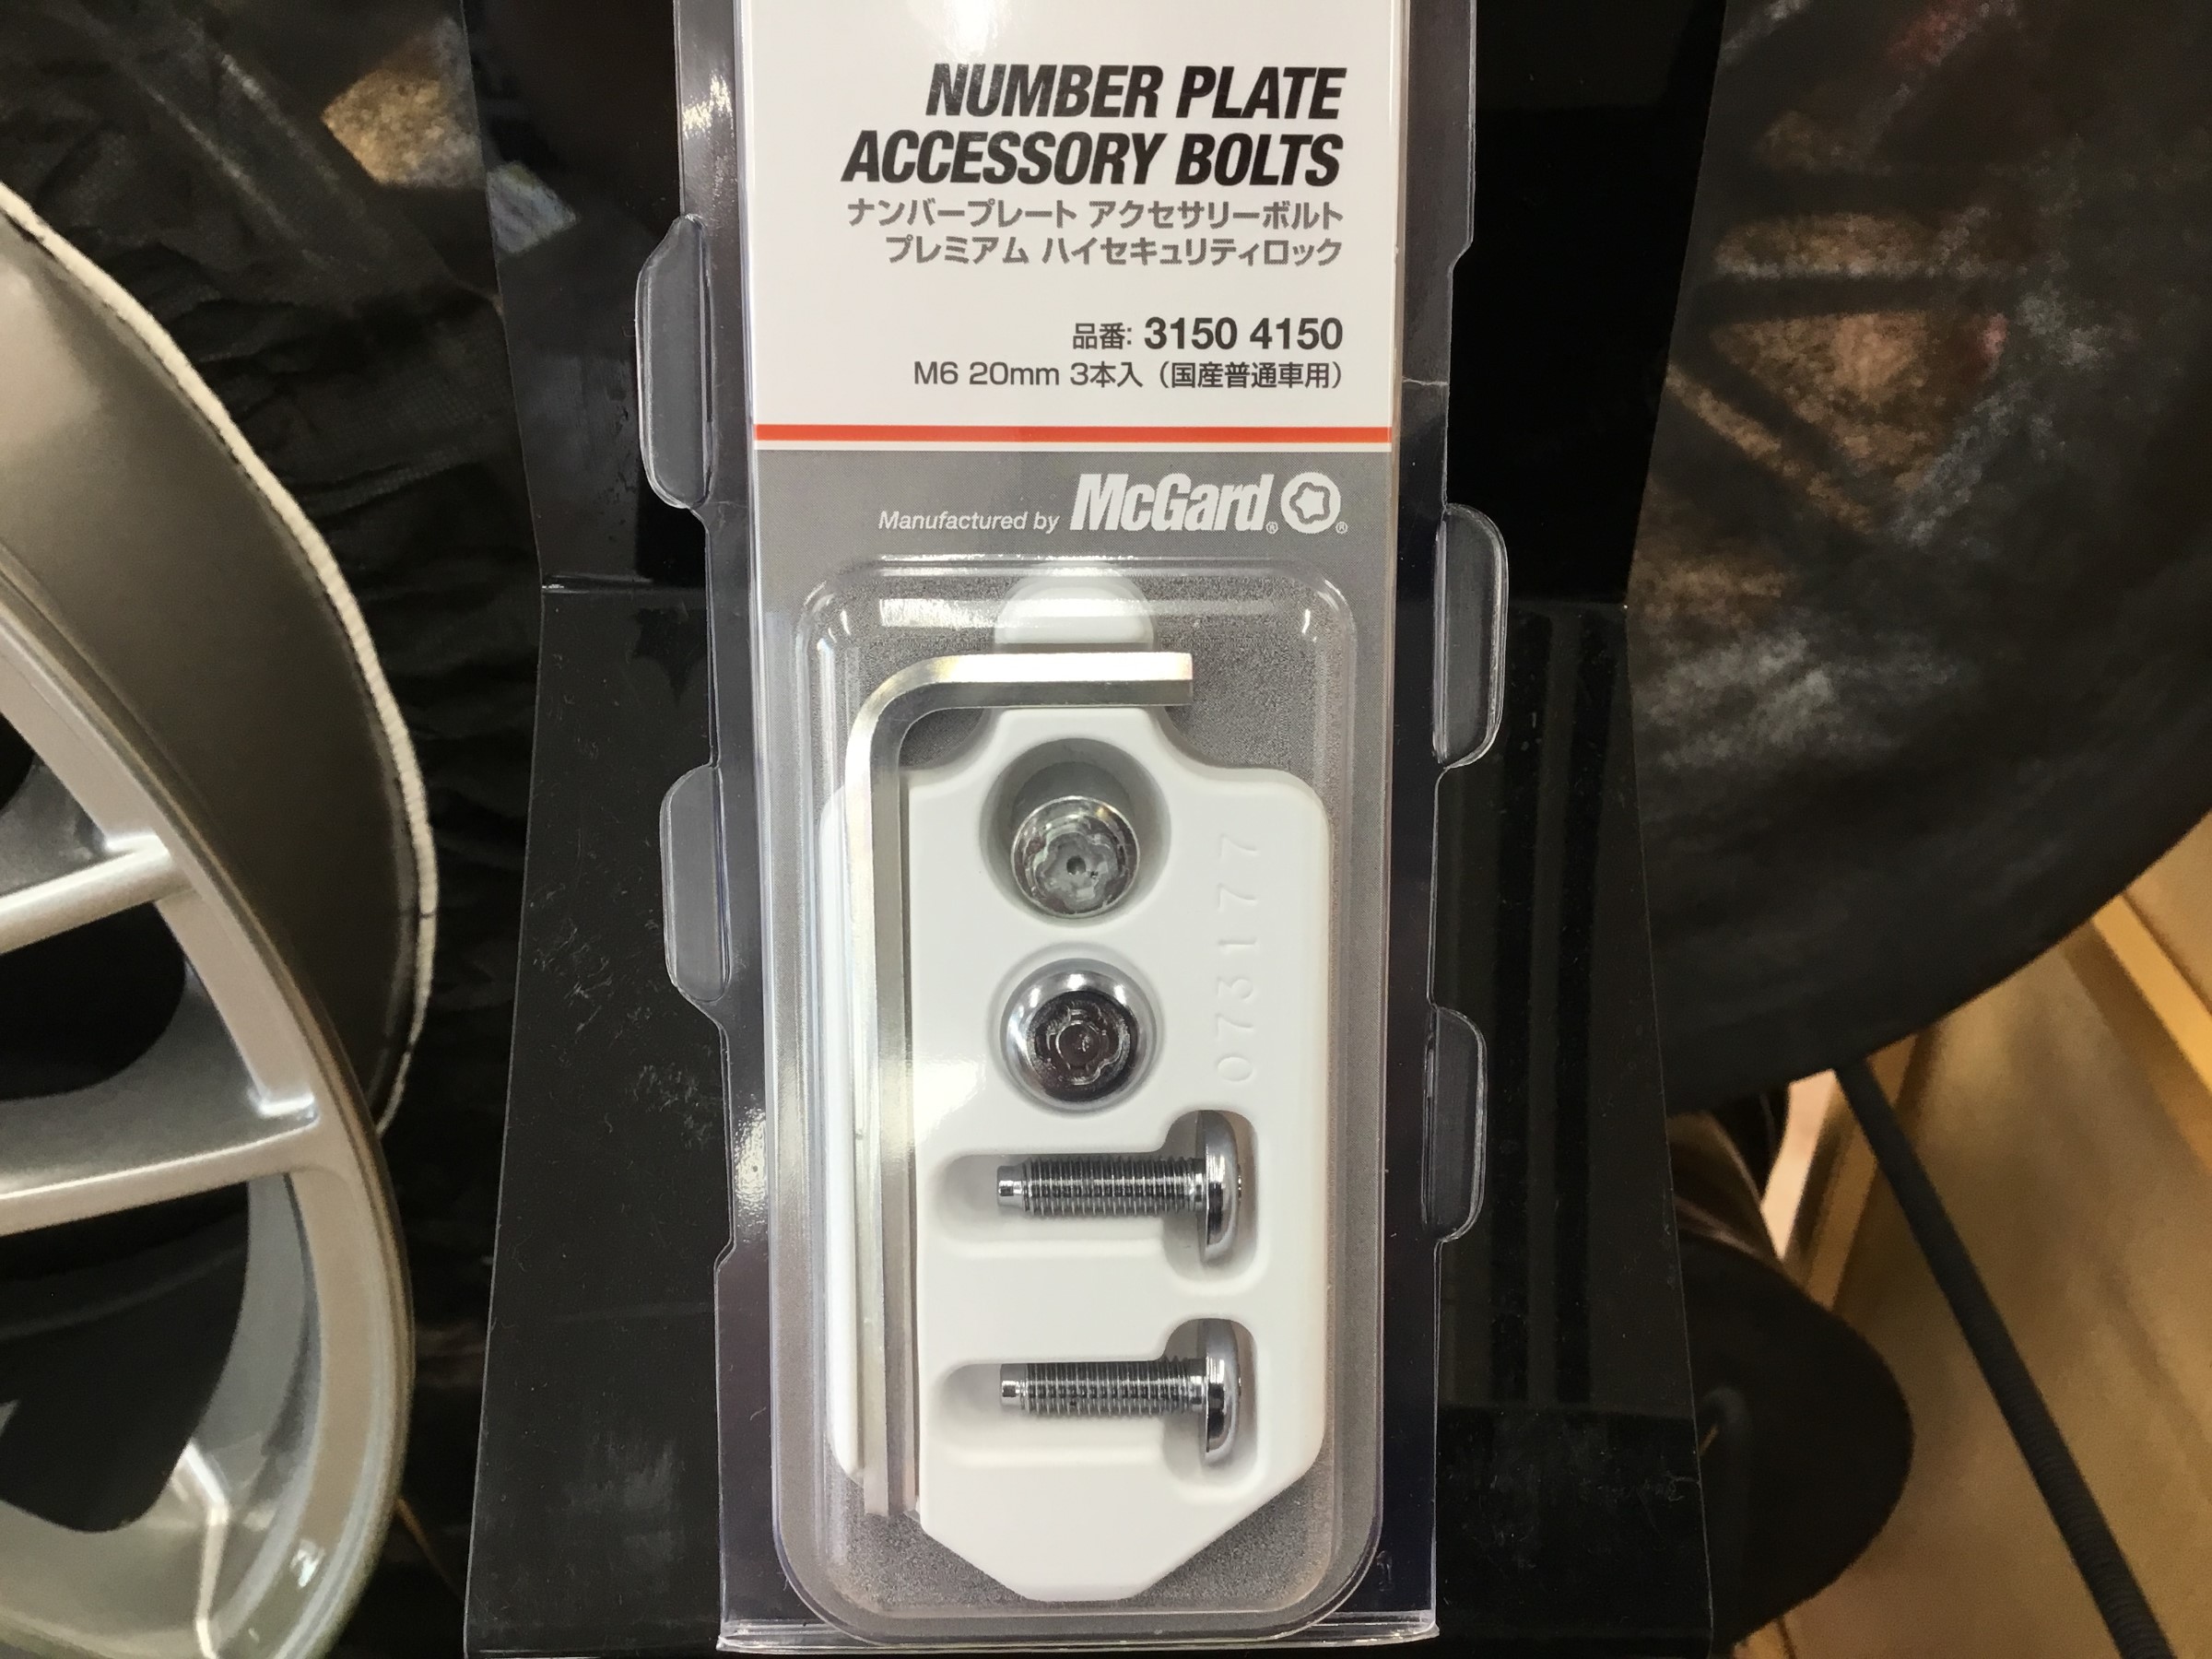 NUMBER PLATE
ACCESSORY BOLTS
ナンバープレート アクセサリーボルト
プレミアム ハイセキュリティロック
品番: 3150 4150
M6 20mm 3本入（国産普通車用）
Manufactured by McGard® ®
073177